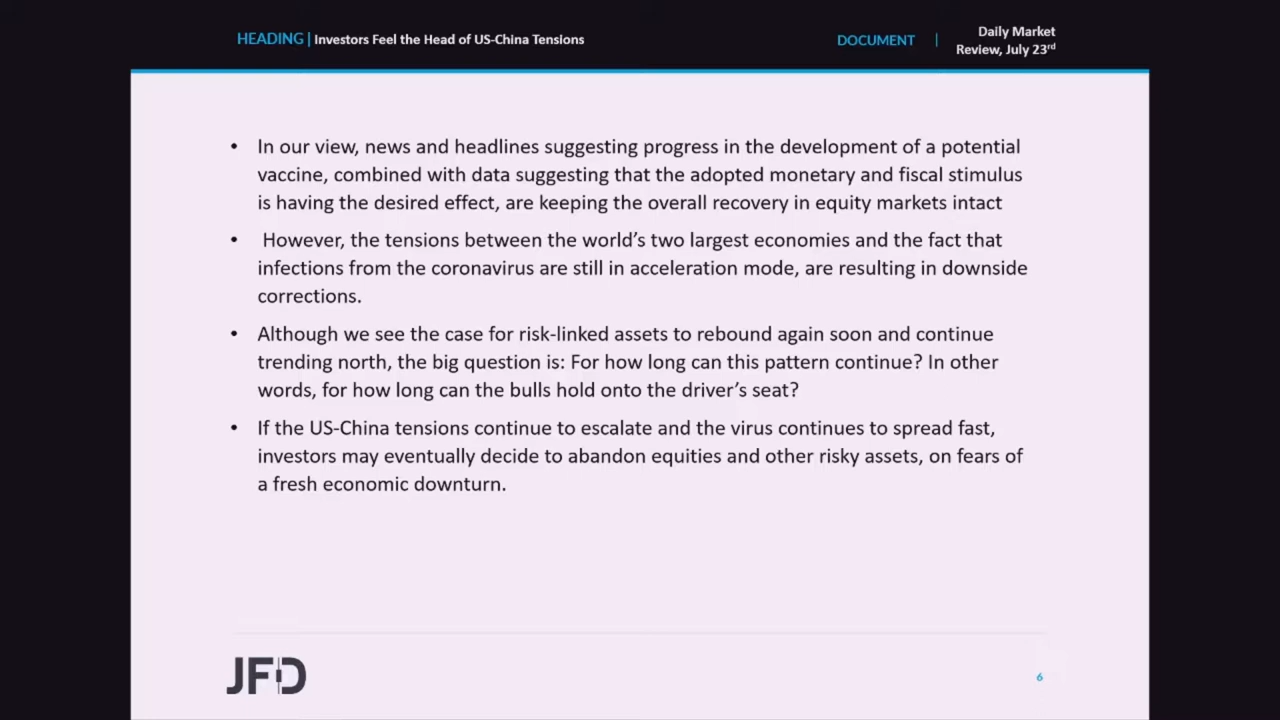 HEADING | Investors Feel the Head of US-China Tensions
DOCUMENT | Daily Market
Review, July 23rd
• In our view, news and headlines suggesting progress in the development of a potential
vaccine, combined with data suggesting that the adopted monetary and fiscal stimulus
is having the desired effect, are keeping the overall recovery in equity markets intact
• However, the tensions between the world's two largest economies and the fact that
infections from the coronavirus are still in acceleration mode, are resulting in downside
corrections.
• Although we see the case for risk-linked assets to rebound again soon and continue
trending north, the big question is: For how long can this pattern continue? In other
words, for how long can the bulls hold onto the driver's seat?
• If the US-China tensions continue to escalate and the virus continues to spread fast,
investors may eventually decide to abandon equities and other risky assets, on fears of
a fresh economic downturn.
JFD
6